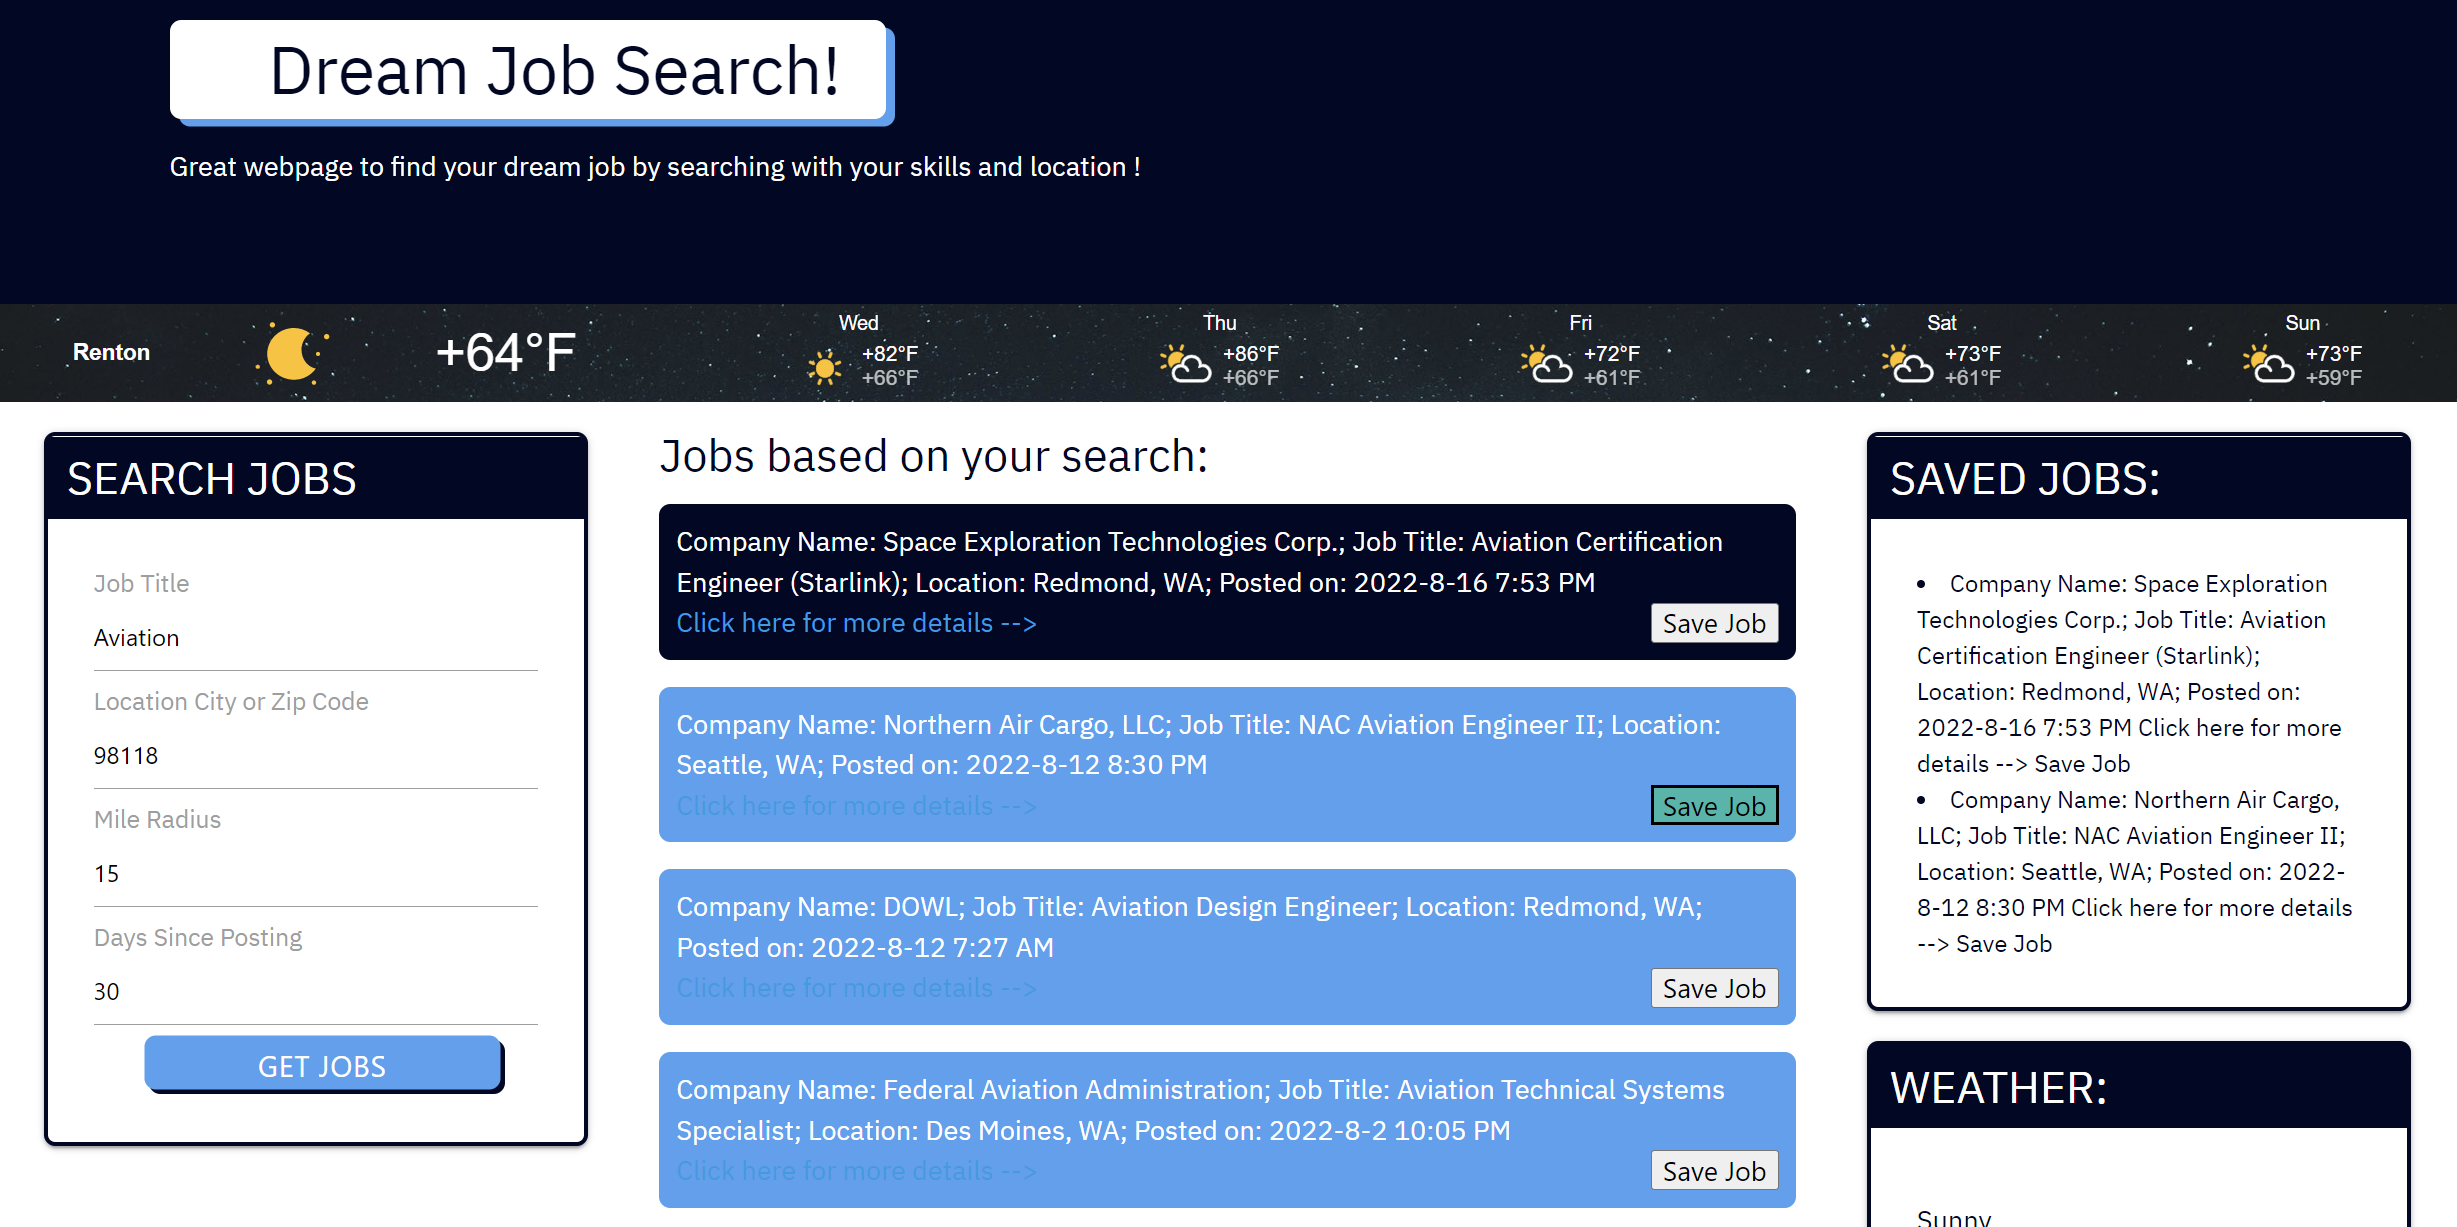 Dream Job Search!
Great webpage to find your dream job by searching with your skills and location !
Renton
+64°F
Wed
+82°F
+66°F
Thu
+86°F
+66°F
Fri
+72°F
+61°F
Sat
+73°F
+61°F
Sun
+73°F
+59°F
SEARCH JOBS
Job Title
Aviation
Location City or Zip Code
98118
Mile Radius
15
Days Since Posting
30
GET JOBS
Jobs based on your search:
Company Name: Space Exploration Technologies Corp.; Job Title: Aviation Certification
Engineer (Starlink); Location: Redmond, WA; Posted on: 2022-8-16 7:53 PM
Click here for more details -->
Save Job
Company Name: Northern Air Cargo, LLC; Job Title: NAC Aviation Engineer II; Location:
Seattle, WA; Posted on: 2022-8-12 8:30 PM
Click here for more details -->
Save Job
Company Name: DOWL; Job Title: Aviation Design Engineer; Location: Redmond, WA;
Posted on: 2022-8-12 7:27 AM
Click here for more details -->
Save Job
Company Name: Federal Aviation Administration; Job Title: Aviation Technical Systems
Specialist; Location: Des Moines, WA; Posted on: 2022-8-2 10:05 PM
Click here for more details -->
Save Job
SAVED JOBS:
• Company Name: Space Exploration
Technologies Corp.; Job Title: Aviation
Certification Engineer (Starlink);
Location: Redmond, WA; Posted on:
2022-8-16 7:53 PM Click here for more
details --> Save Job
• Company Name: Northern Air Cargo,
LLC; Job Title: NAC Aviation Engineer II;
Location: Seattle, WA; Posted on: 2022-
8-12 8:30 PM Click here for more details
--> Save Job
WEATHER:
Sunny